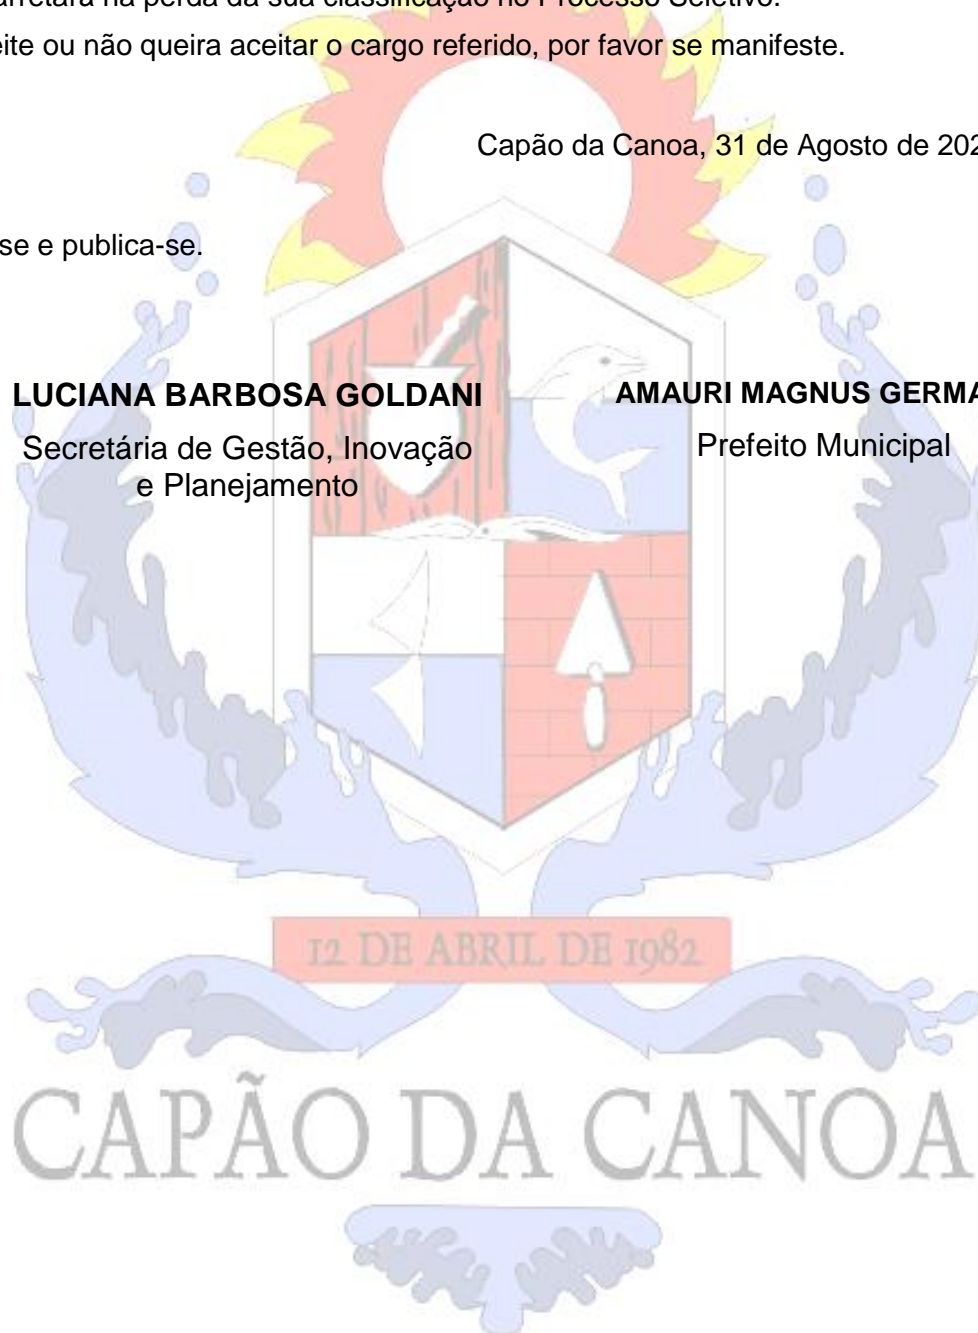 arretará na perda da sua classificação no Processo Seletivo.
eite ou não queira aceitar o cargo referido, por favor se manifeste.
Capão da Canoa, 31 de Agosto de 202
se e publica-se.
LUCIANA BARBOSA GOLDANI
Secretária de Gestão, Inovação
e Planejamento
AMAURI MAGNUS GERMA
Prefeito Municipal
12 DE ABRIL DE 1982
CAPÃO DA CANOA